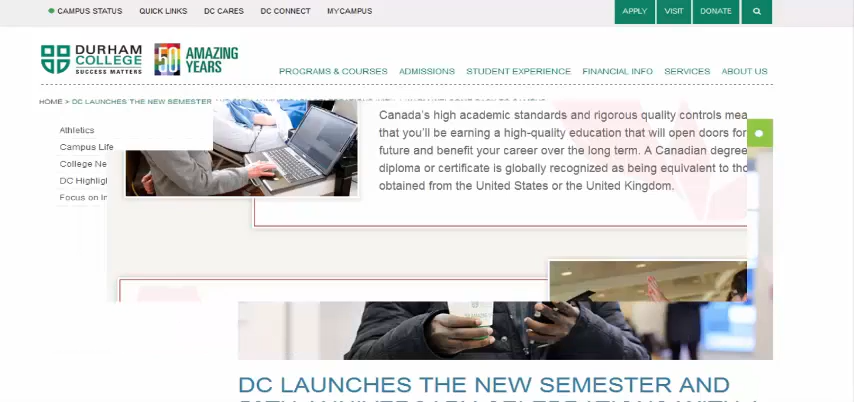 CAMPUS STATUS QUICK LINKS DC CARES DC CONNECT MYCAMPUS APPLY VISIT DONATE
DURHAM
COLLEGE
SUCCESS MATTERS
50 AMAZING
YEARS
PROGRAMS & COURSES ADMISSIONS STUDENT EXPERIENCE FINANCIAL INFO SERVICES ABOUT US
HOME > DC LAUNCHES THE NEW SEMESTER
Athletics
Campus Life
College Ne
DC Highlig
Focus on In
Canada's high academic standards and rigorous quality controls mea
that you'll be earning a high-quality education that will open doors for
future and benefit your career over the long term. A Canadian degree
diploma or certificate is globally recognized as being equivalent to tho
obtained from the United States or the United Kingdom.
DC LAUNCHES THE NEW SEMESTER AND